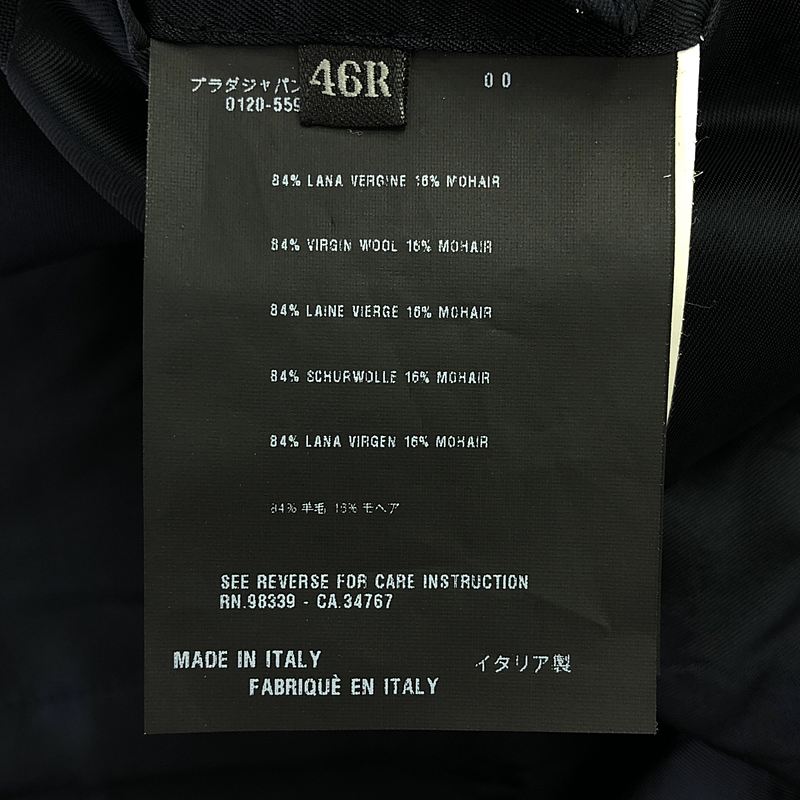 プラダジャパン 46R 00
0120-559
84% LANA VERGINE 16% MOHAIR
84% VIRGIN WOOL 16% MOHAIR
84% LAINE VIERGE 16% MOHAIR
84% SCHURWOLLE 16% MOHAIR
84% LANA VIRGEN 16% MOHAIR
84% 羊毛 16% モヘア
SEE REVERSE FOR CARE INSTRUCTION
RN.98339 - CA.34767
MADE IN ITALY イタリア製
FABRIQUÈ EN ITALY